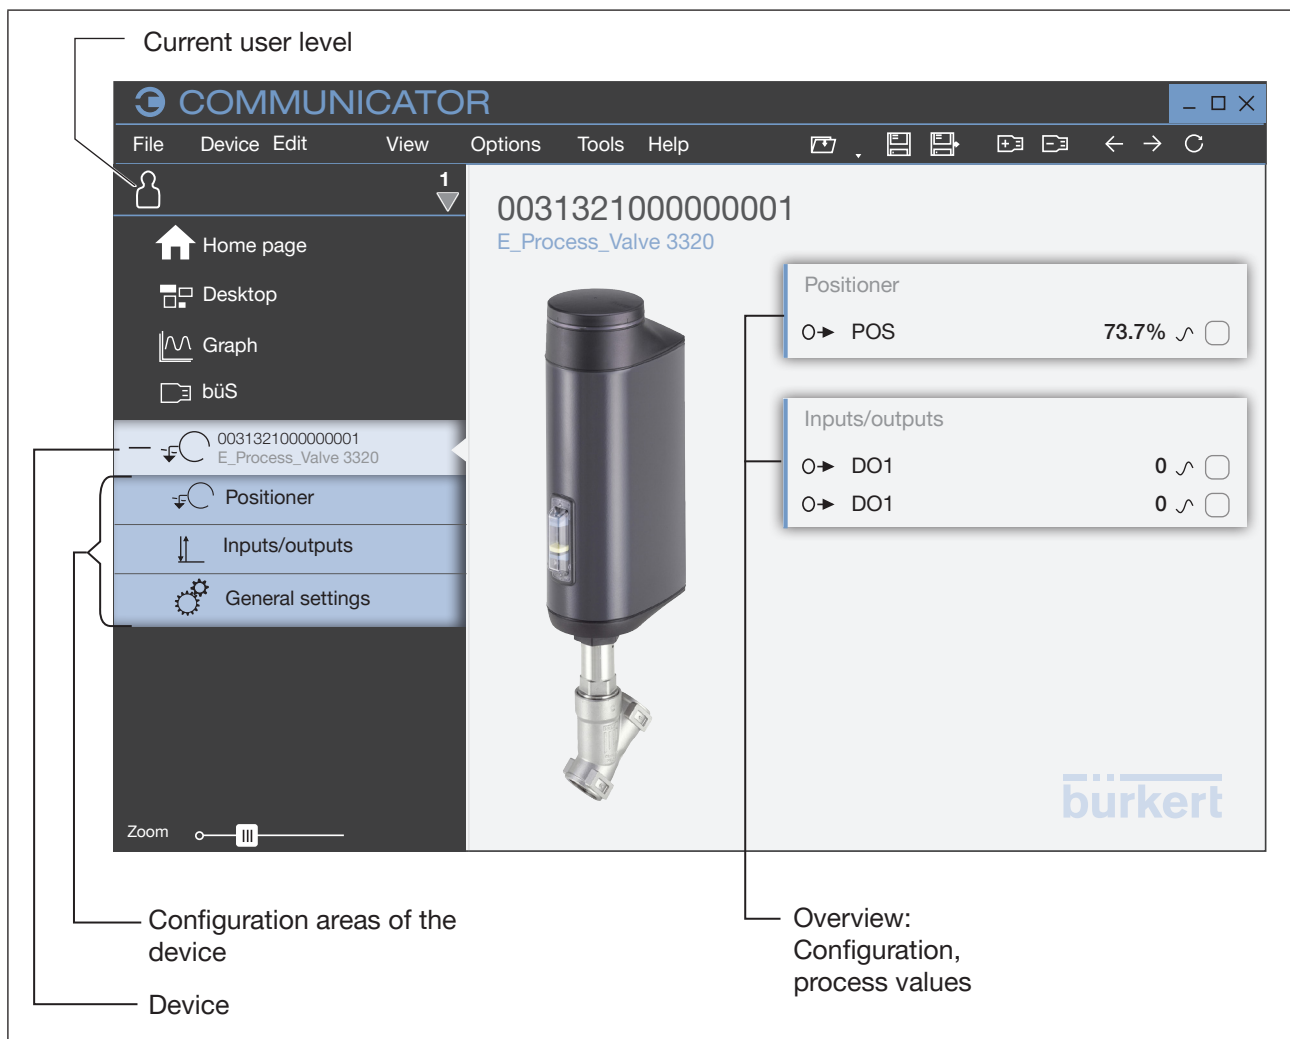 Current user level
COMMUNICATOR
File Device Edit View Options Tools Help
1
Home page
Desktop
Graph
büS
0031321000000001
E_Process_Valve 3320
Positioner
Inputs/outputs
General settings
Zoom
0031321000000001
E_Process_Valve 3320
Positioner
POS 73.7%
Inputs/outputs
DO1 0
DO1 0
bürkert
Configuration areas of the
device
Device
Overview:
Configuration,
process values